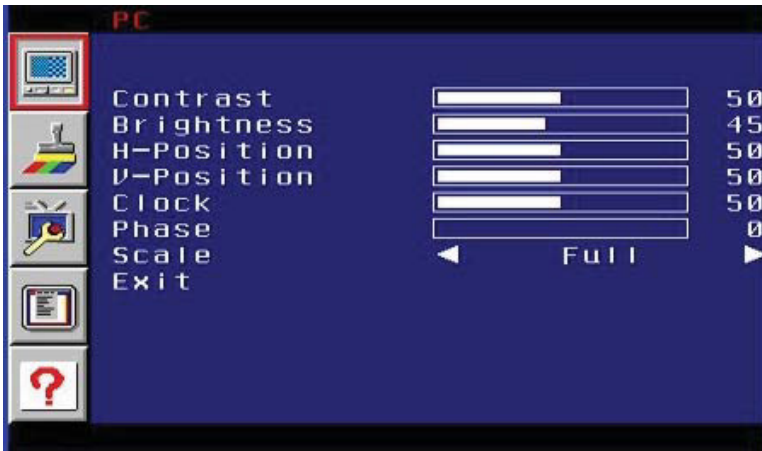 PC
Contrast 50
Brightness 45
H-Position 50
V-Position 50
Clock 50
Phase 0
Scale ◀ Full ▶
Exit
?